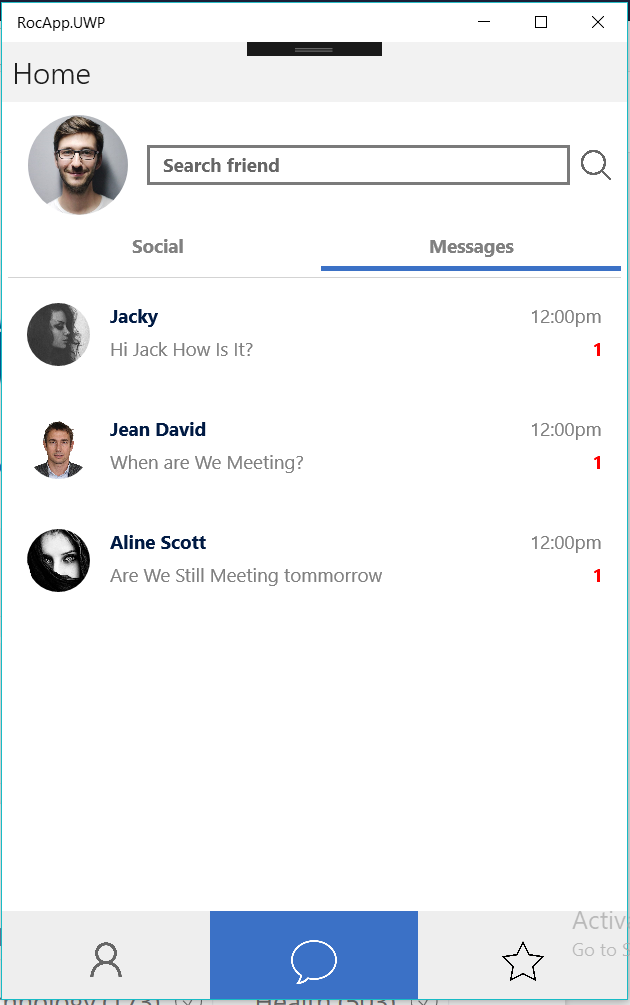 RocApp.UWP
Home
Search friend
Social Messages
Jacky 12:00pm
Hi Jack How Is It? 1
Jean David 12:00pm
When are We Meeting? 1
Aline Scott 12:00pm
Are We Still Meeting tommorrow 1
Activ
Go to S